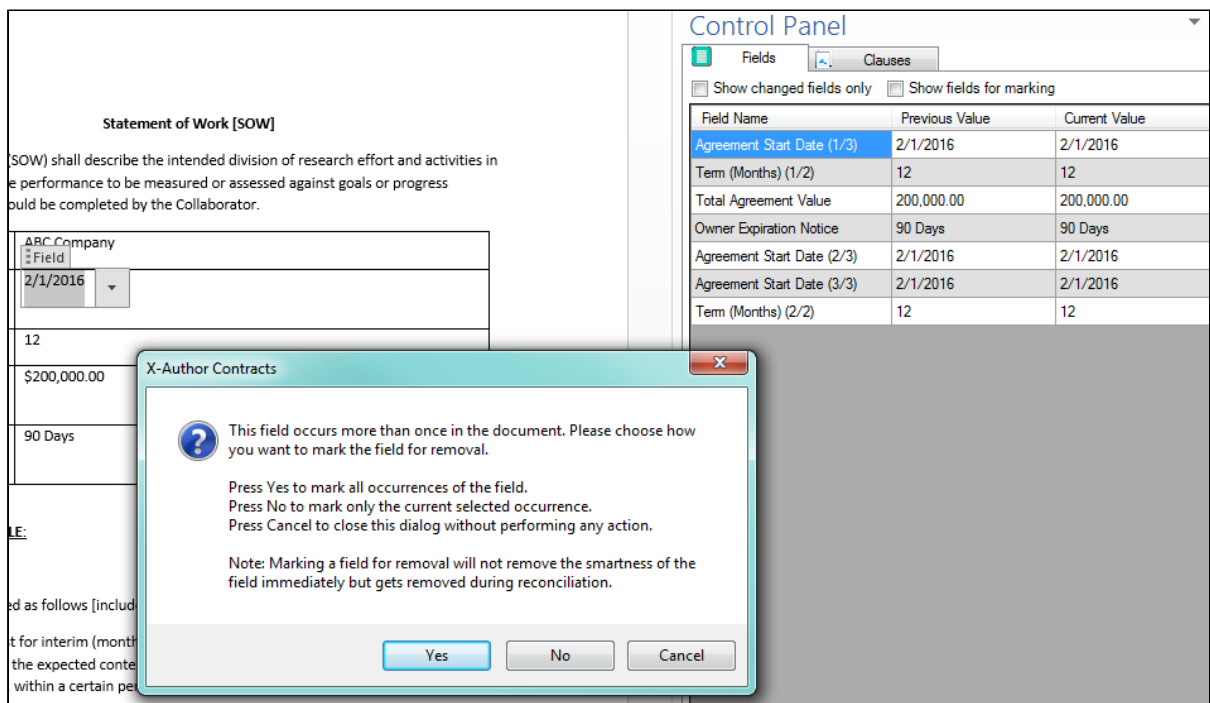 Statement of Work [SOW]
(SOW) shall describe the intended division of research effort and activities in
e performance to be measured or assessed against goals or progress
ould be completed by the Collaborator.
ABC Company
Field
2/1/2016
12
$200,000.00
90 Days
LE:
ed as follows [includ
t for interim (month
the expected conte
within a certain per
Control Panel
Fields Clauses
Show changed fields only Show fields for marking
Field Name Previous Value Current Value
Agreement Start Date (1/3) 2/1/2016 2/1/2016
Term (Months) (1/2) 12 12
Total Agreement Value 200,000.00 200,000.00
Owner Expiration Notice 90 Days 90 Days
Agreement Start Date (2/3) 2/1/2016 2/1/2016
Agreement Start Date (3/3) 2/1/2016 2/1/2016
Term (Months) (2/2) 12 12
X-Author Contracts
This field occurs more than once in the document. Please choose how
you want to mark the field for removal.
Press Yes to mark all occurrences of the field.
Press No to mark only the current selected occurrence.
Press Cancel to close this dialog without performing any action.
Note: Marking a field for removal will not remove the smartness of the
field immediately but gets removed during reconciliation.
Yes No Cancel